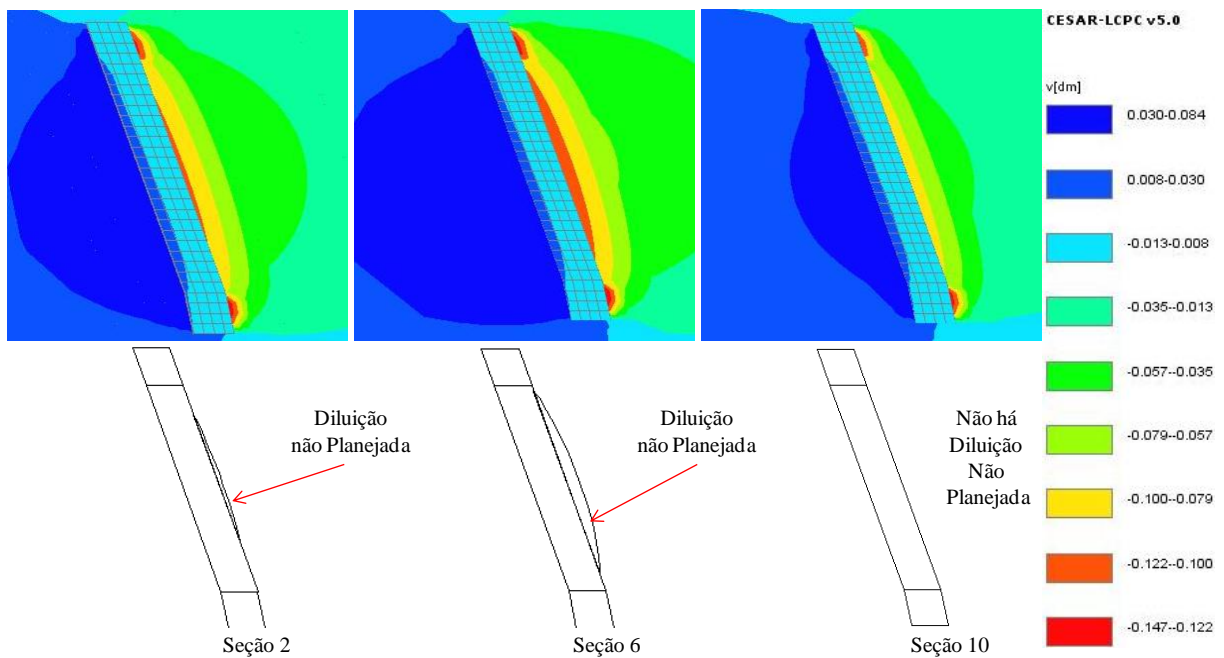 CESAR-LCPC v5.0
v[dm]
0.030-0.084
0.008-0.030
-0.013-0.008
-0.035--0.013
-0.057--0.035
-0.079--0.057
-0.100--0.079
-0.122--0.100
-0.147--0.122
Diluição
não Planejada
Seção 2
Diluição
não Planejada
Seção 6
Não há
Diluição
Não
Planejada
Seção 10